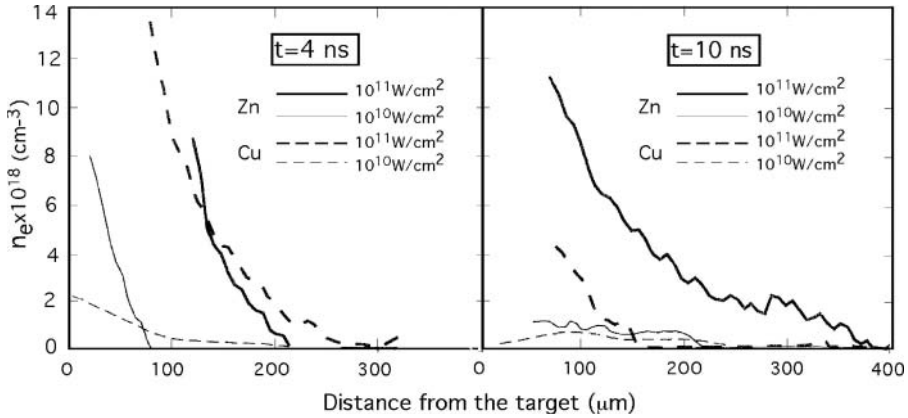 t=4 ns
t=10 ns
14
12
10
8
6
4
2
0
nₑx10¹⁸ (cm-³)
Zn
10¹¹W/cm²
10¹⁰W/cm²
Cu
10¹¹W/cm²
10¹⁰W/cm²
Zn
10¹¹W/cm²
10¹⁰W/cm²
Cu
10¹¹W/cm²
10¹⁰W/cm²
0 100 200 300 0 100 200 300 400
Distance from the target (μm)